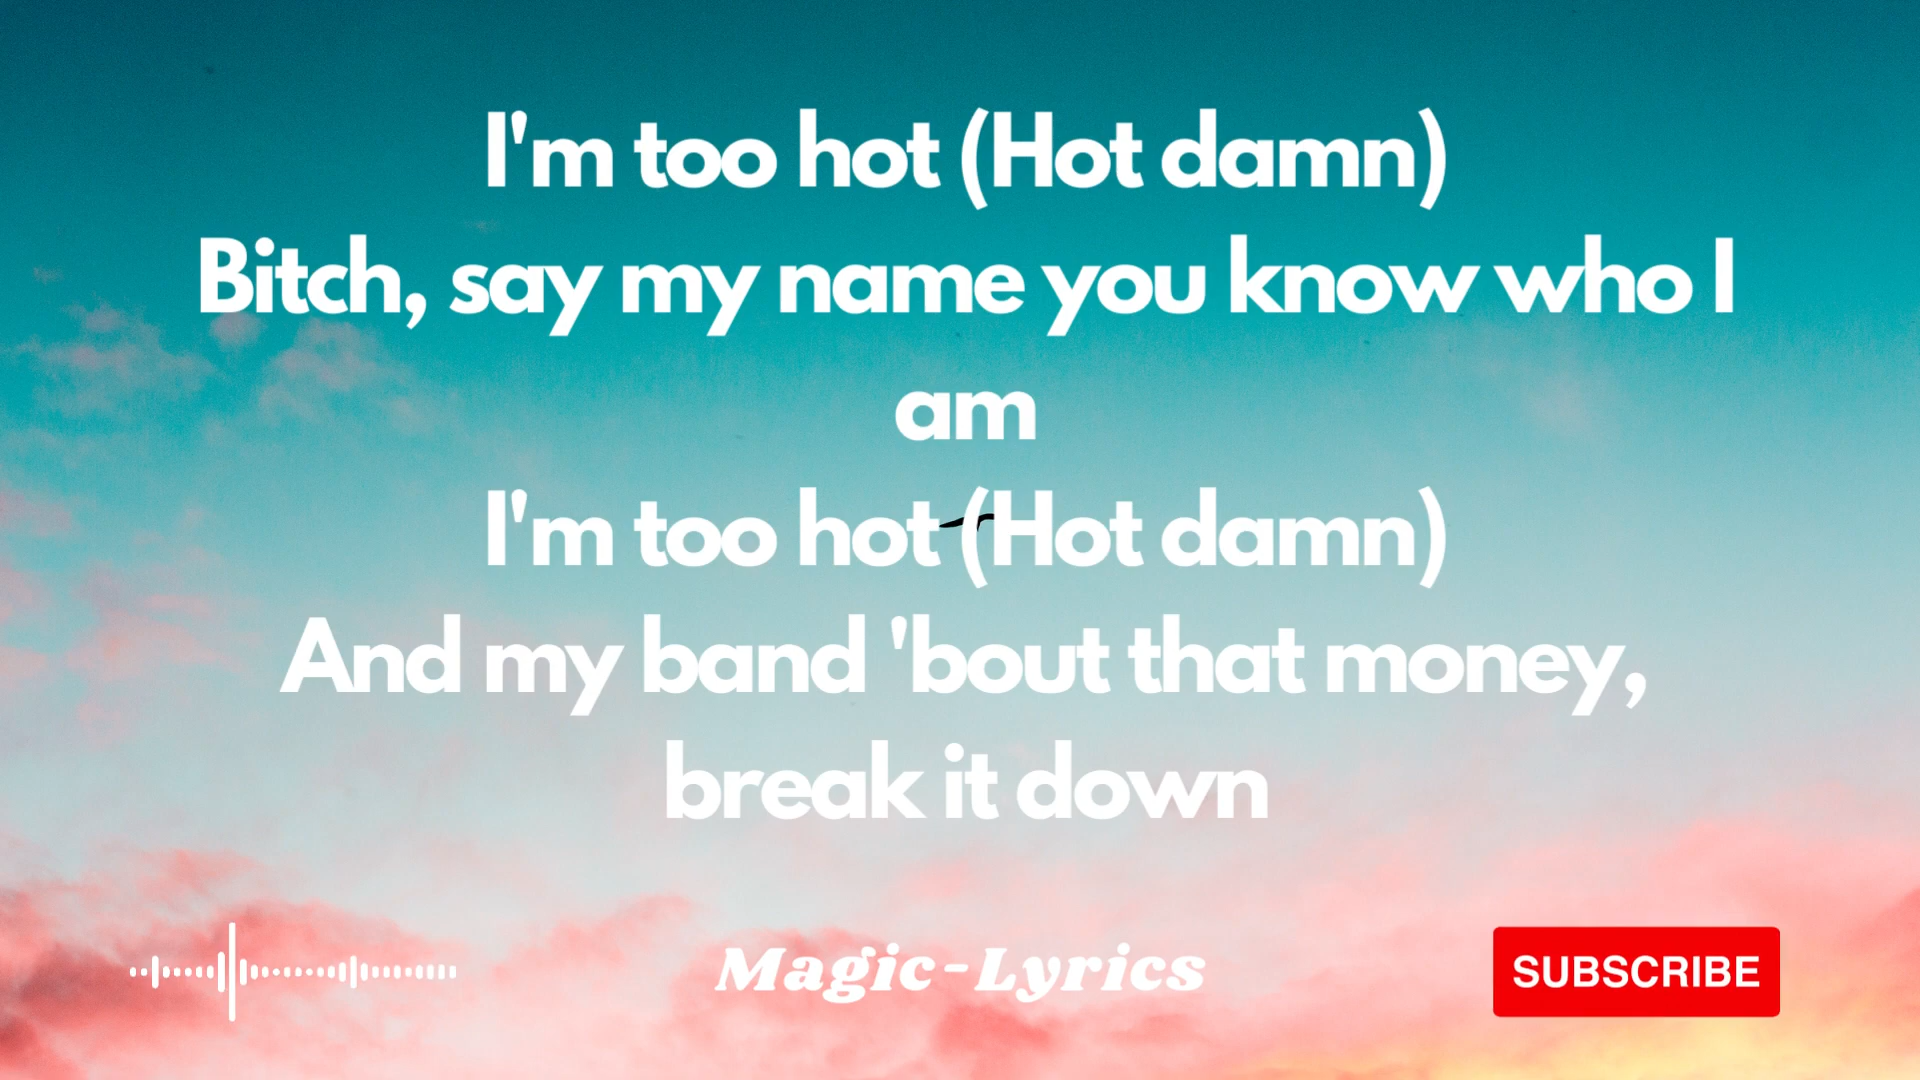 I'm too hot (Hot damn)
Bitch, say my name you know who I
am
I'm too hot (Hot damn)
And my band 'bout that money,
break it down
Magic-Lyrics
SUBSCRIBE